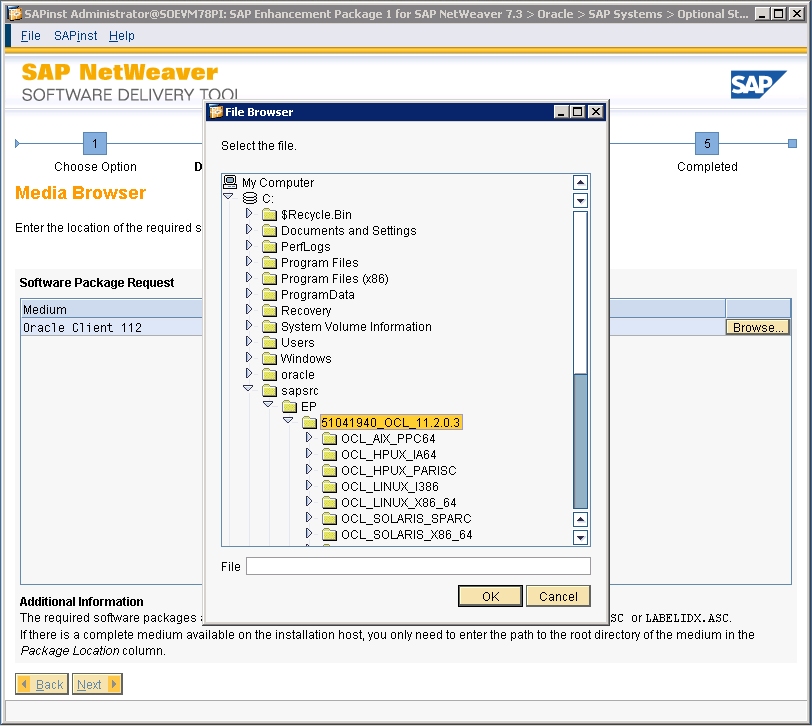 SAPinst Administrator@SOEVM78PI: SAP Enhancement Package 1 for SAP NetWeaver 7.3 > Oracle > SAP Systems > Optional St...
File SAPinst Help
SAP NetWeaver
SOFTWARE DELIVERY TOOL
SAP
1
5
Choose Option
D
Completed
Media Browser
Enter the location of the required s
Software Package Request
Medium
Oracle Client 112
Browse...
File Browser
Select the file.
My Computer
C:
$Recycle.Bin
Documents and Settings
PerfLogs
Program Files
Program Files (x86)
ProgramData
Recovery
System Volume Information
Users
Windows
oracle
sapsrc
EP
51041940_OCL_11.2.0.3
OCL_AIX_PPC64
OCL_HPUX_IA64
OCL_HPUX_PARISC
OCL_LINUX_I386
OCL_LINUX_X86_64
OCL_SOLARIS_SPARC
OCL_SOLARIS_X86_64
File
OK Cancel
Additional Information
The required software packages a SC or LABELIDX.ASC.
If there is a complete medium available on the installation host, you only need to enter the path to the root directory of the medium in the
Package Location column.
Back Next